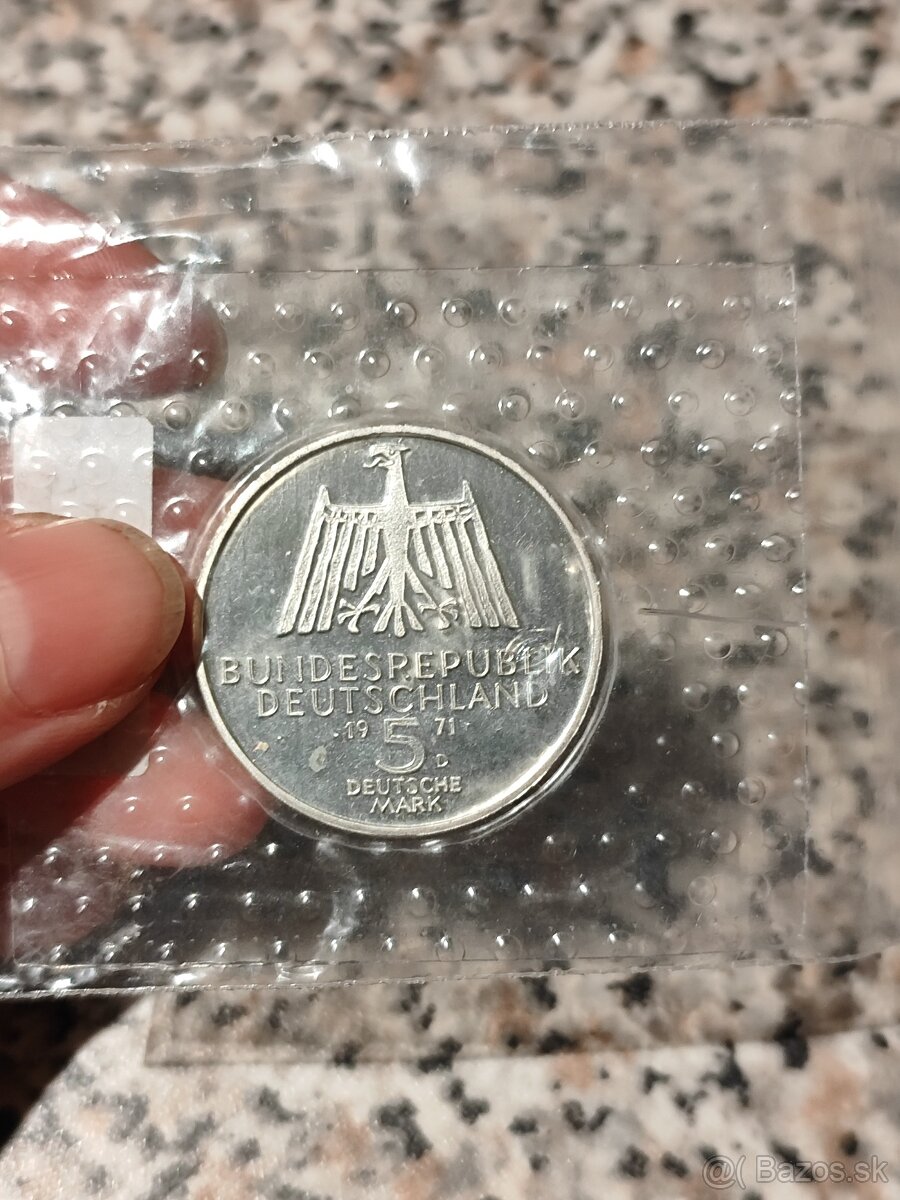 BUNDESREPUBLIK
DEUTSCHLAND
19 71
5
D
DEUTSCHE
MARK
@( Bazos.sk